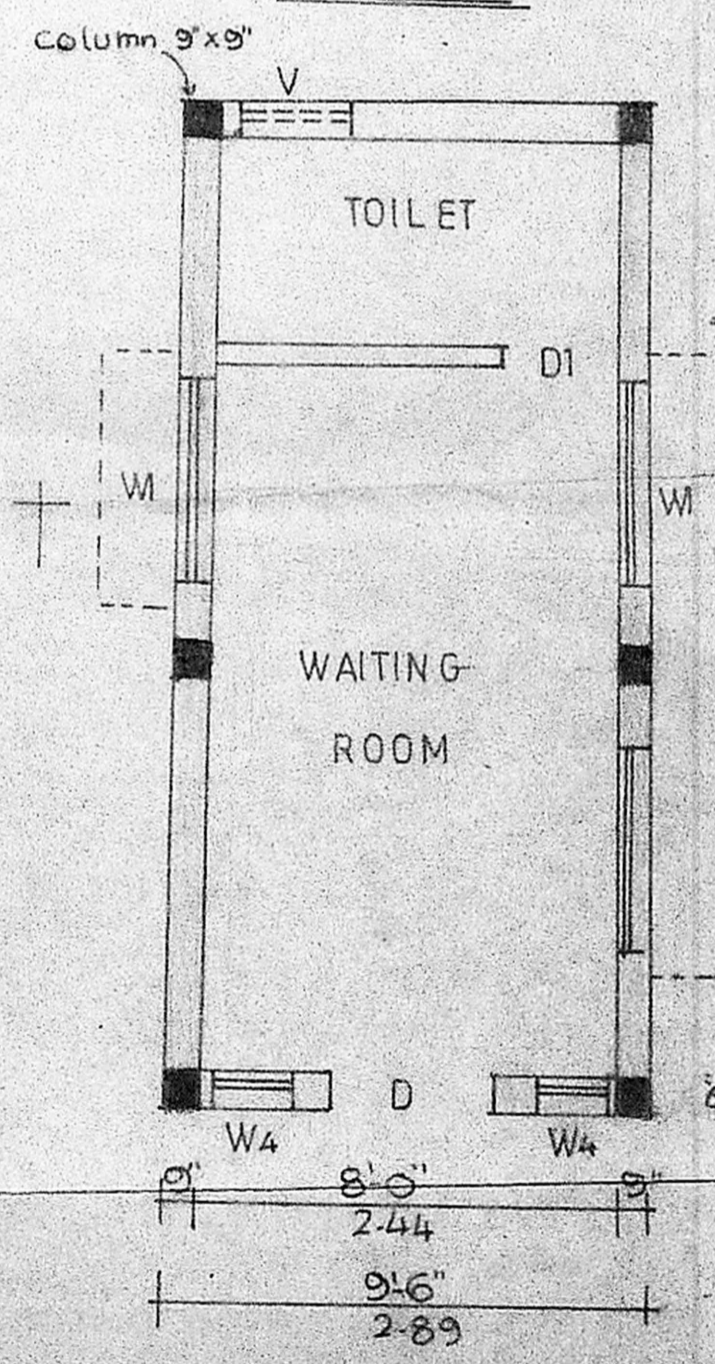 column 9"x9"
V
TOILET
D1
W1
W1
WAITING
ROOM
D
W4
W4
9"
8'-0"
9"
2.44
9'-6"
2.89